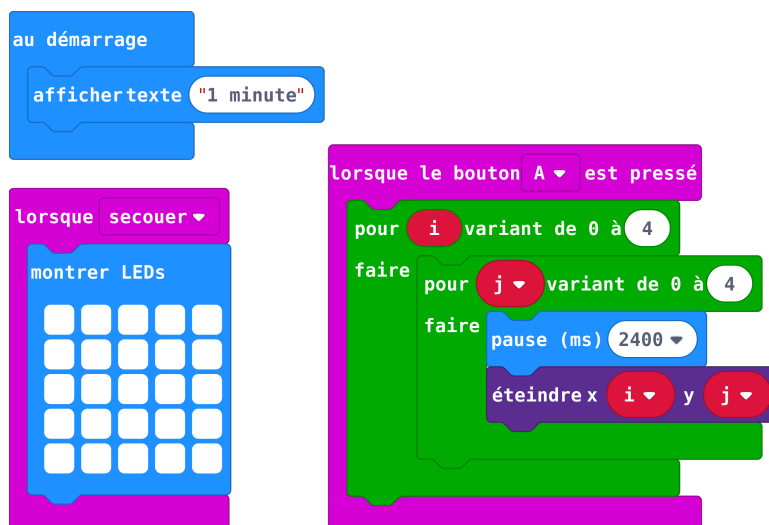 au démarrage
afficher texte "1 minute"
lorsque secouer
montrer LEDs
lorsque le bouton A est pressé
pour i variant de 0 à 4
faire
pour j variant de 0 à 4
faire
pause (ms) 2400
éteindre x i y j